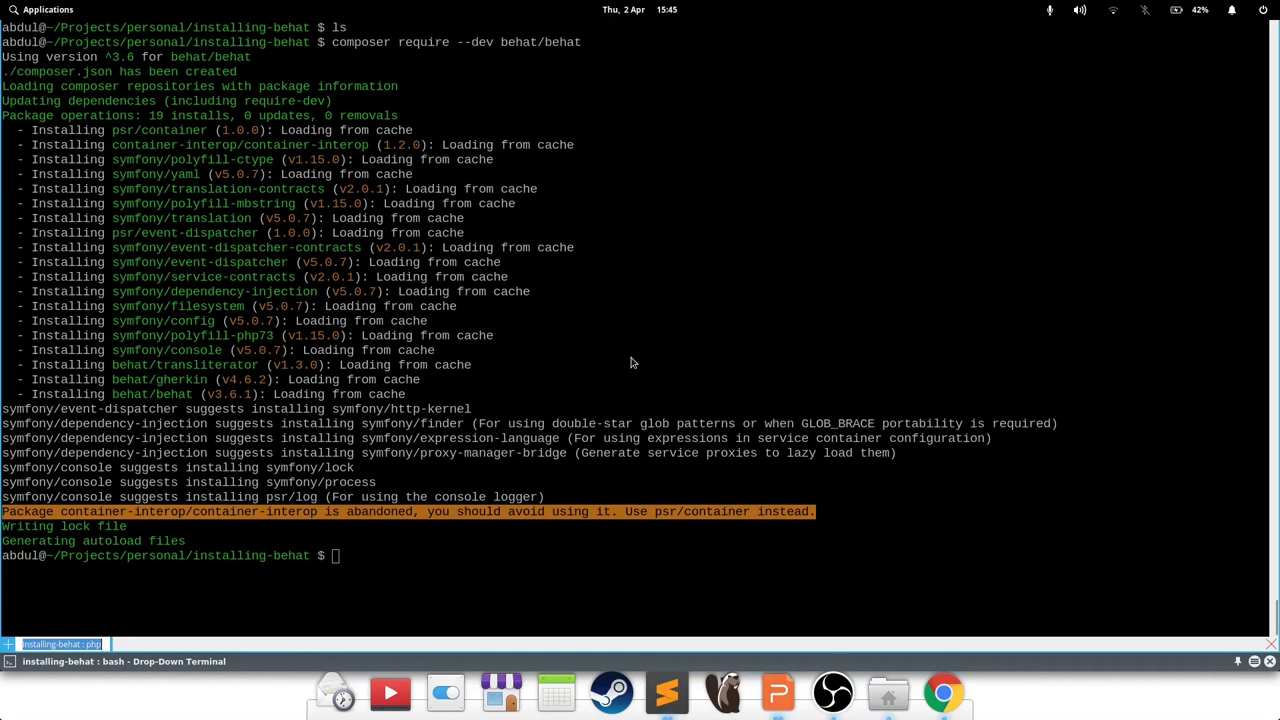 Applications
Thu, 2 Apr 15:45
42%
abdul@~/Projects/personal/installing-behat $ ls
abdul@~/Projects/personal/installing-behat $ composer require --dev behat/behat
Using version ^3.6 for behat/behat
./composer.json has been created
Loading composer repositories with package information
Updating dependencies (including require-dev)
Package operations: 19 installs, 0 updates, 0 removals
- Installing psr/container (1.0.0): Loading from cache
- Installing container-interop/container-interop (1.2.0): Loading from cache
- Installing symfony/polyfill-ctype (v1.15.0): Loading from cache
- Installing symfony/yaml (v5.0.7): Loading from cache
- Installing symfony/translation-contracts (v2.0.1): Loading from cache
- Installing symfony/polyfill-mbstring (v1.15.0): Loading from cache
- Installing symfony/translation (v5.0.7): Loading from cache
- Installing psr/event-dispatcher (1.0.0): Loading from cache
- Installing symfony/event-dispatcher-contracts (v2.0.1): Loading from cache
- Installing symfony/event-dispatcher (v5.0.7): Loading from cache
- Installing symfony/service-contracts (v2.0.1): Loading from cache
- Installing symfony/dependency-injection (v5.0.7): Loading from cache
- Installing symfony/filesystem (v5.0.7): Loading from cache
- Installing symfony/config (v5.0.7): Loading from cache
- Installing symfony/polyfill-php73 (v1.15.0): Loading from cache
- Installing symfony/console (v5.0.7): Loading from cache
- Installing behat/transliterator (v1.3.0): Loading from cache
- Installing behat/gherkin (v4.6.2): Loading from cache
- Installing behat/behat (v3.6.1): Loading from cache
symfony/event-dispatcher suggests installing symfony/http-kernel
symfony/dependency-injection suggests installing symfony/finder (For using double-star glob patterns or when GLOB_BRACE portability is required)
symfony/dependency-injection suggests installing symfony/expression-language (For using expressions in service container configuration)
symfony/dependency-injection suggests installing symfony/proxy-manager-bridge (Generate service proxies to lazy load them)
symfony/console suggests installing symfony/lock
symfony/console suggests installing symfony/process
symfony/console suggests installing psr/log (For using the console logger)
Package container-interop/container-interop is abandoned, you should avoid using it. Use psr/container instead.
Writing lock file
Generating autoload files
abdul@~/Projects/personal/installing-behat $
installing-behat : php
installing-behat : bash - Drop-Down Terminal